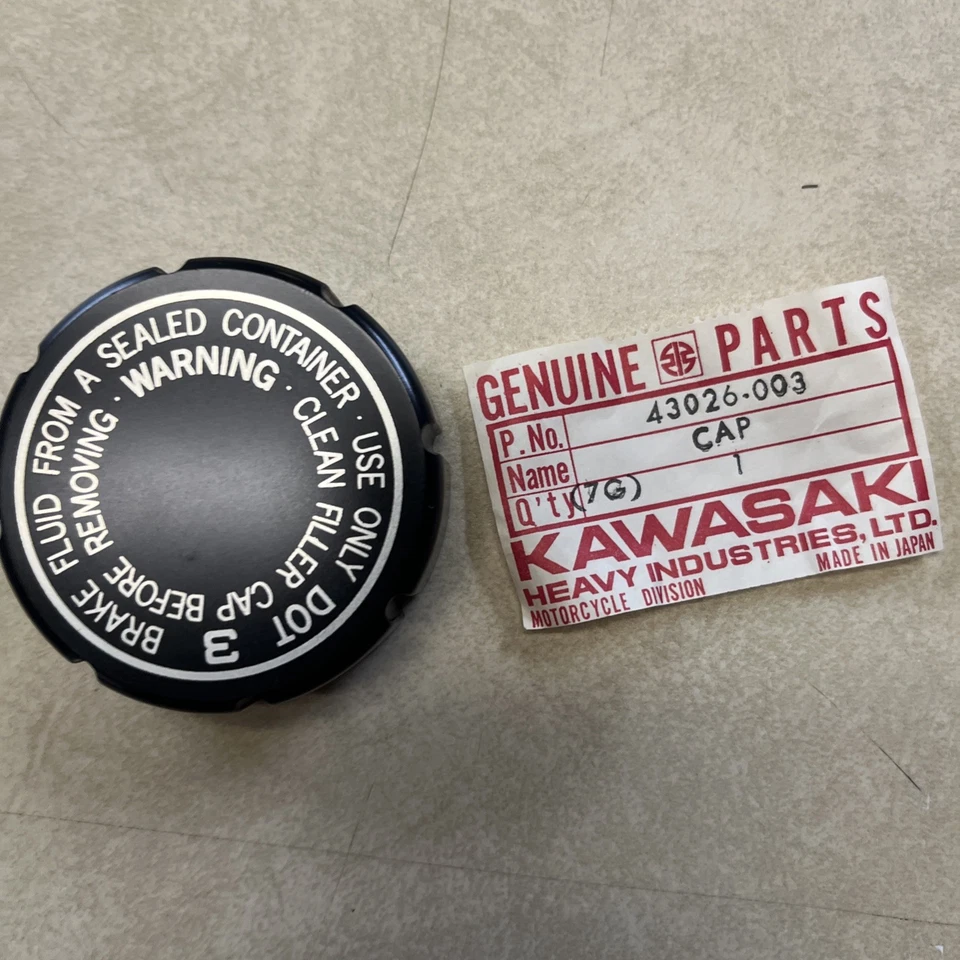 WARNING · CLEAN FILLER CAP BEFORE REMOVING ·
USE ONLY DOT 3 BRAKE FLUID FROM A SEALED CONTAINER ·
GENUINE PARTS
P.No. 43026-003
Name CAP
Q'ty (7G) 1
KAWASAKI
HEAVY INDUSTRIES, LTD.
MOTORCYCLE DIVISION MADE IN JAPAN